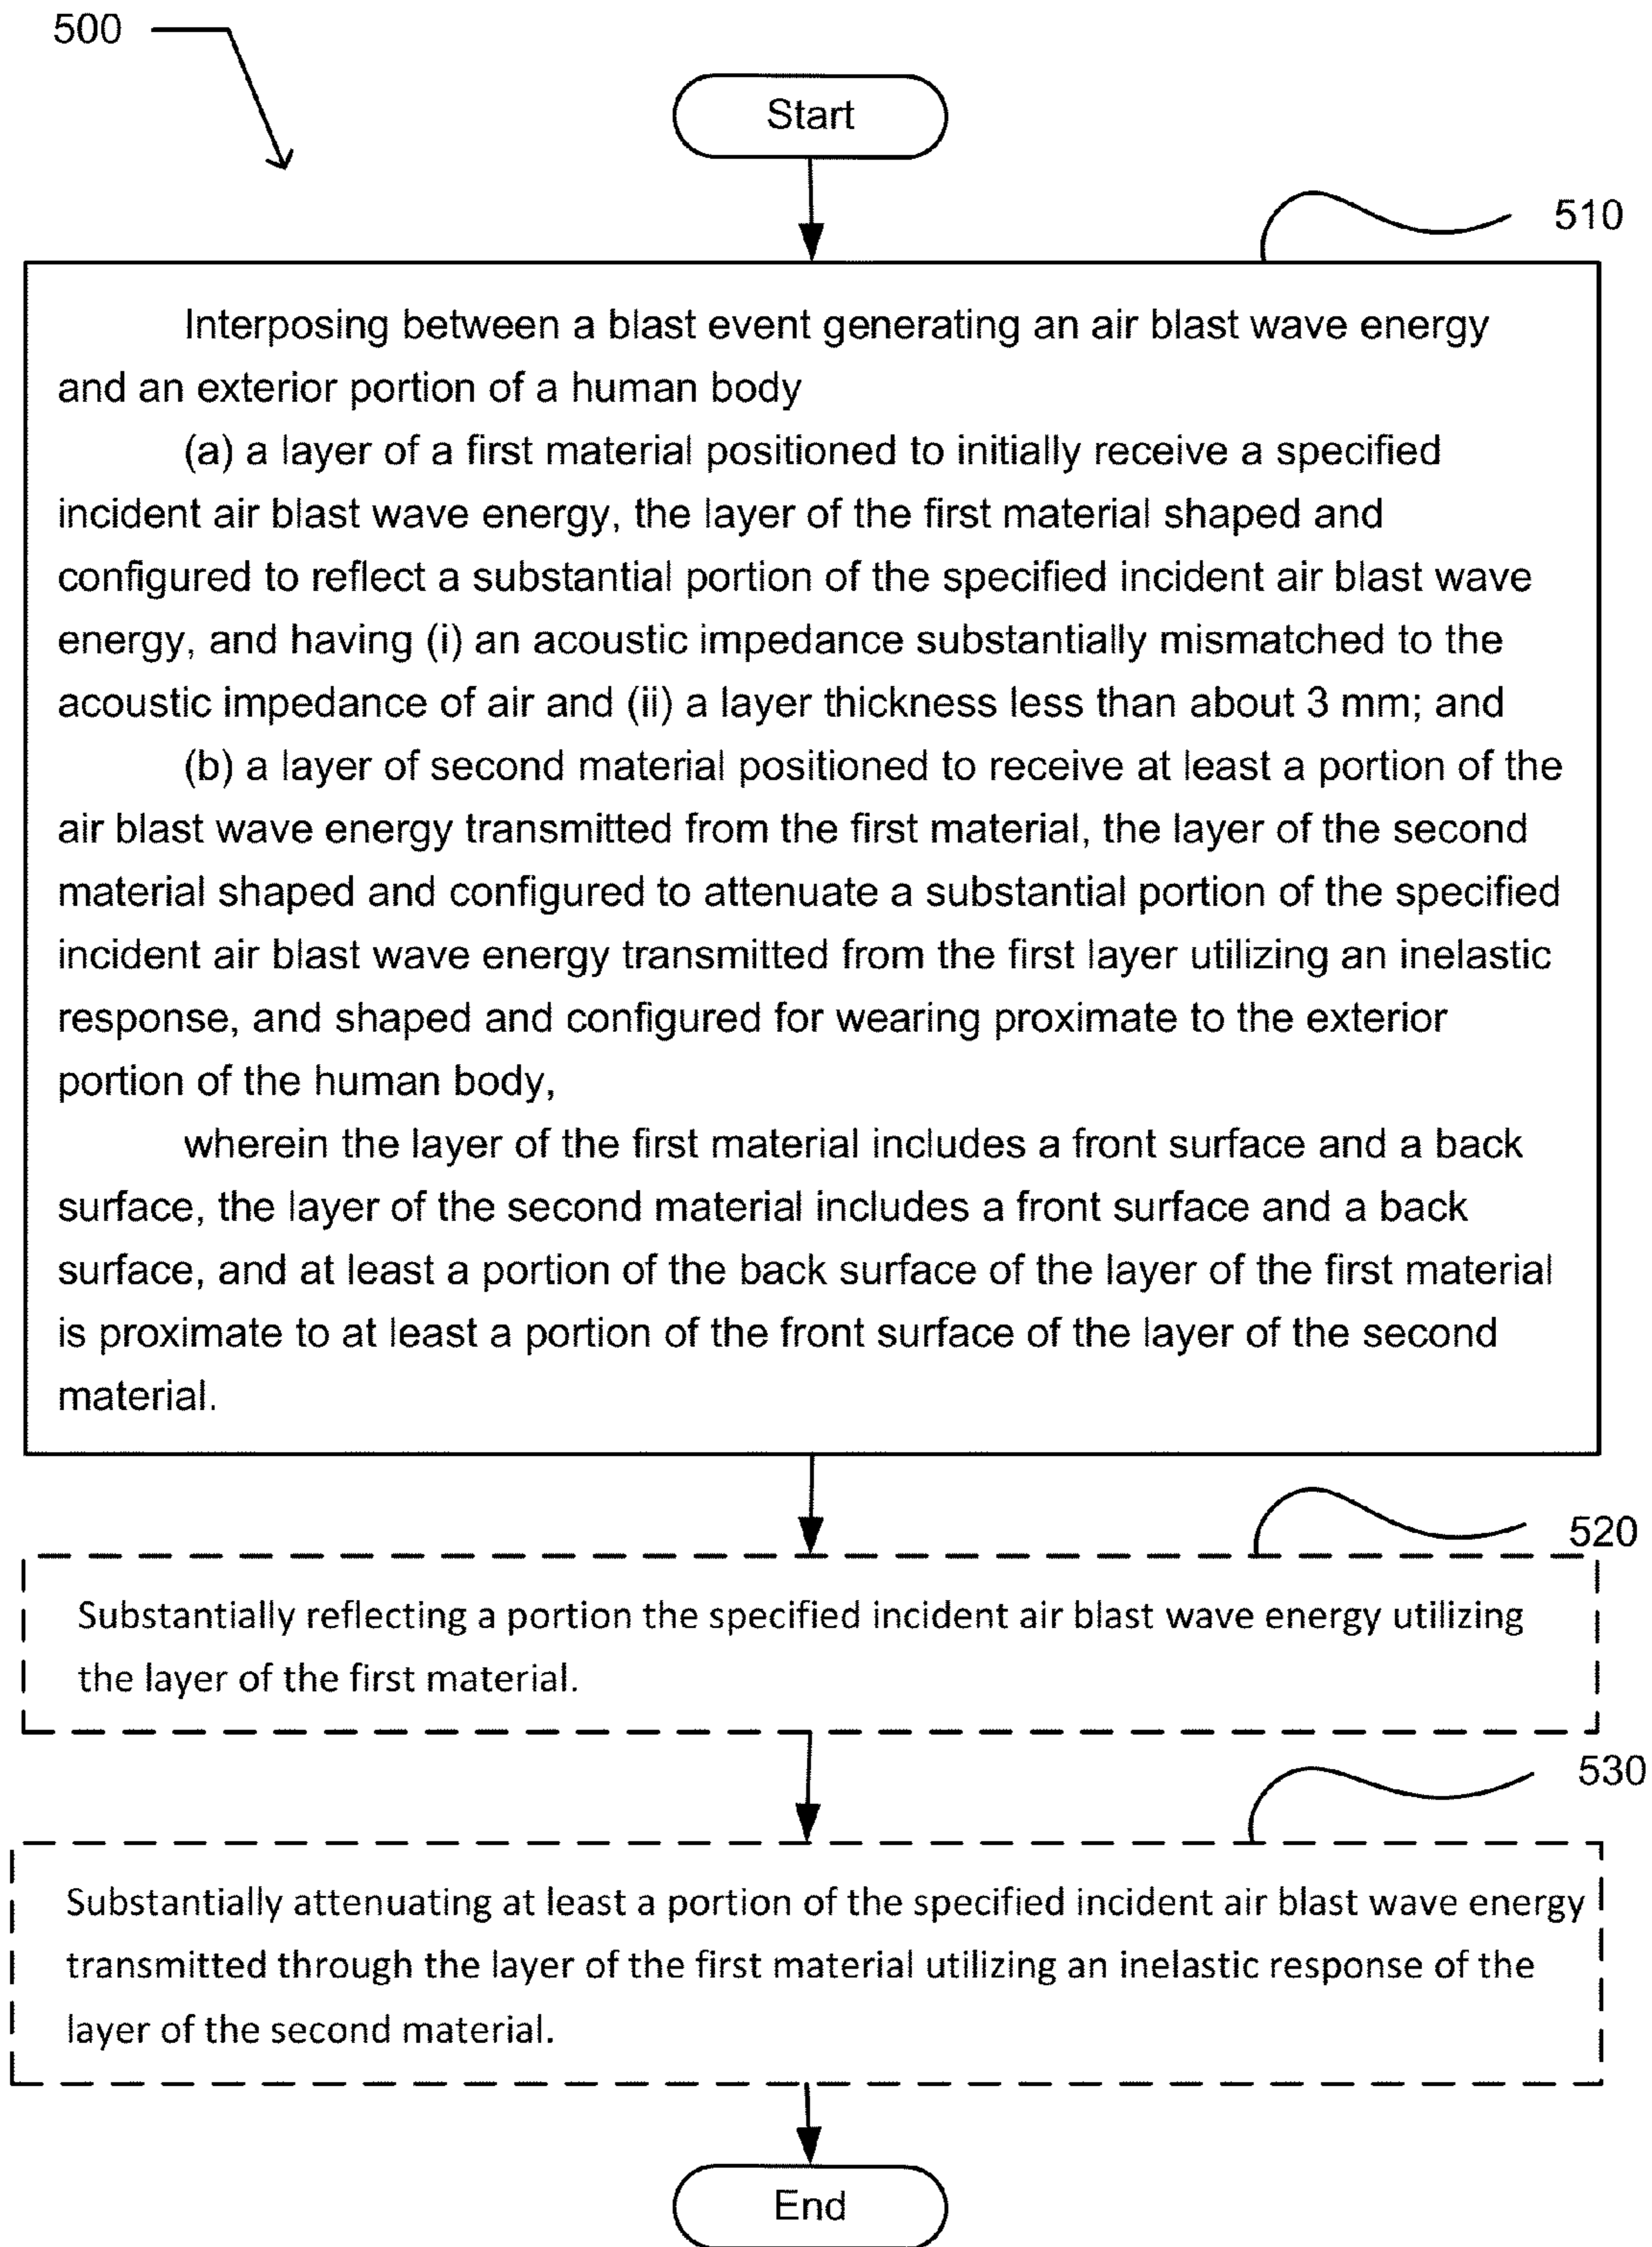 500
Start
510
Interposing between a blast event generating an air blast wave energy
and an exterior portion of a human body
(a) a layer of a first material positioned to initially receive a specified
incident air blast wave energy, the layer of the first material shaped and
configured to reflect a substantial portion of the specified incident air blast wave
energy, and having (i) an acoustic impedance substantially mismatched to the
acoustic impedance of air and (ii) a layer thickness less than about 3 mm; and
(b) a layer of second material positioned to receive at least a portion of the
air blast wave energy transmitted from the first material, the layer of the second
material shaped and configured to attenuate a substantial portion of the specified
incident air blast wave energy transmitted from the first layer utilizing an inelastic
response, and shaped and configured for wearing proximate to the exterior
portion of the human body,
wherein the layer of the first material includes a front surface and a back
surface, the layer of the second material includes a front surface and a back
surface, and at least a portion of the back surface of the layer of the first material
is proximate to at least a portion of the front surface of the layer of the second
material.
520
Substantially reflecting a portion the specified incident air blast wave energy utilizing
the layer of the first material.
530
Substantially attenuating at least a portion of the specified incident air blast wave energy
transmitted through the layer of the first material utilizing an inelastic response of the
layer of the second material.
End